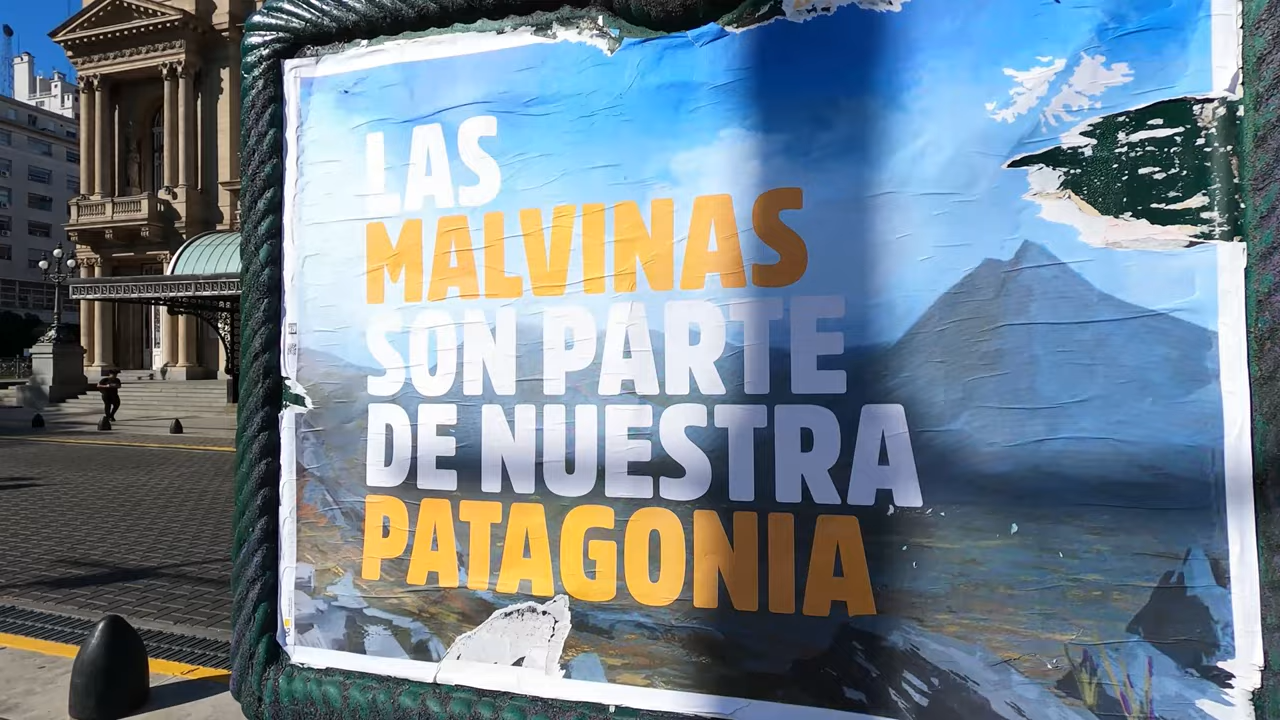 LAS
MALVINAS
SON PARTE
DE NUESTRA
PATAGONIA